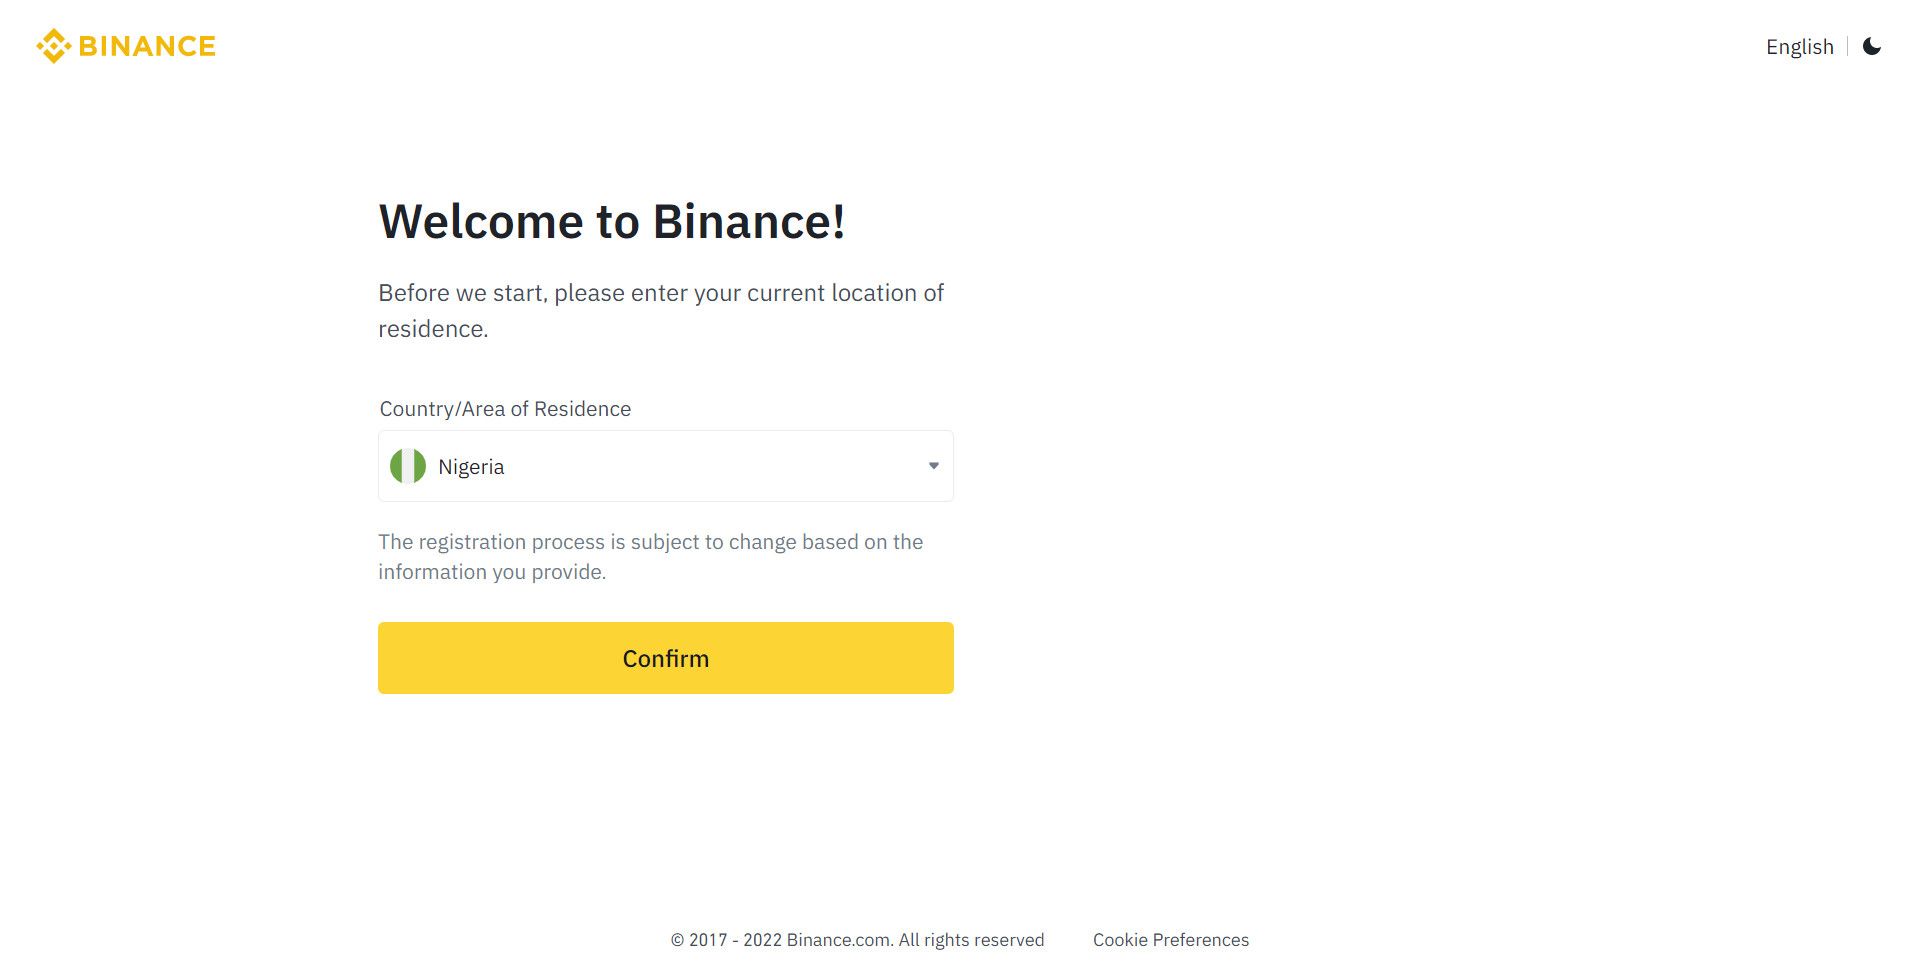 BINANCE
English
Welcome to Binance!
Before we start, please enter your current location of
residence.
Country/Area of Residence
Nigeria
The registration process is subject to change based on the
information you provide.
Confirm
© 2017 - 2022 Binance.com. All rights reserved
Cookie Preferences